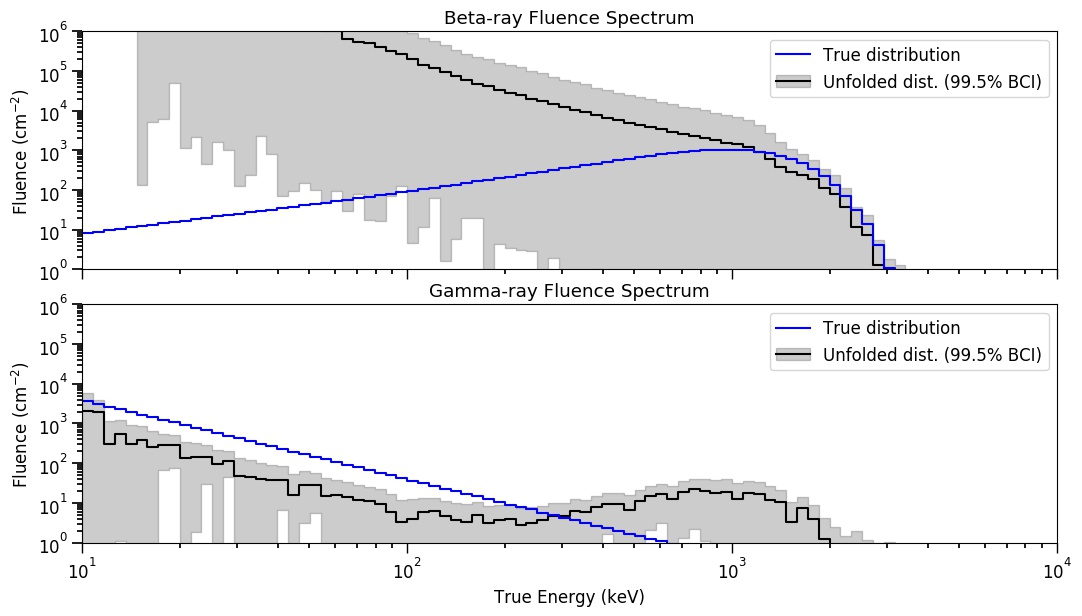 Beta-ray Fluence Spectrum
10^6
10^5
10^4
10^3
10^2
10^1
10^0
Fluence (cm^−2)
True distribution
Unfolded dist. (99.5% BCI)
Gamma-ray Fluence Spectrum
10^6
10^5
10^4
10^3
10^2
10^1
10^0
Fluence (cm^−2)
True distribution
Unfolded dist. (99.5% BCI)
10^1 10^2 10^3 10^4
True Energy (keV)